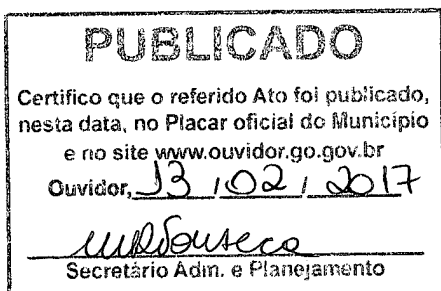 PUBLICADO
Certifico que o referido Ato foi publicado,
nesta data, no Placar oficial do Município
e no site www.ouvidor.go.gov.br
Ouvidor, 13 / 02 / 2017
Secretário Adm. e Planejamento